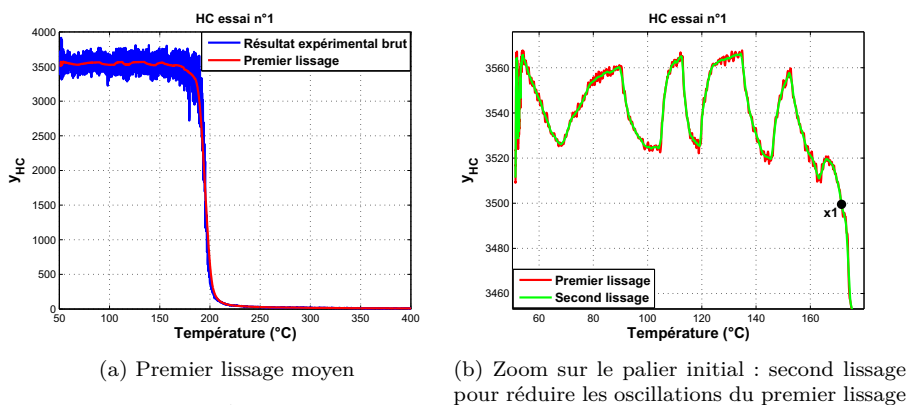 HC essai n°1
4000
3500
3000
2500
2000
1500
1000
500
0
y_HC
50 100 150 200 250 300 350 400
Température (°C)
Résultat expérimental brut
Premier lissage
(a) Premier lissage moyen
HC essai n°1
3560
3540
3520
3500
3480
3460
y_HC
60 80 100 120 140 160
Température (°C)
x1
Premier lissage
Second lissage
(b) Zoom sur le palier initial : second lissage
pour réduire les oscillations du premier lissage